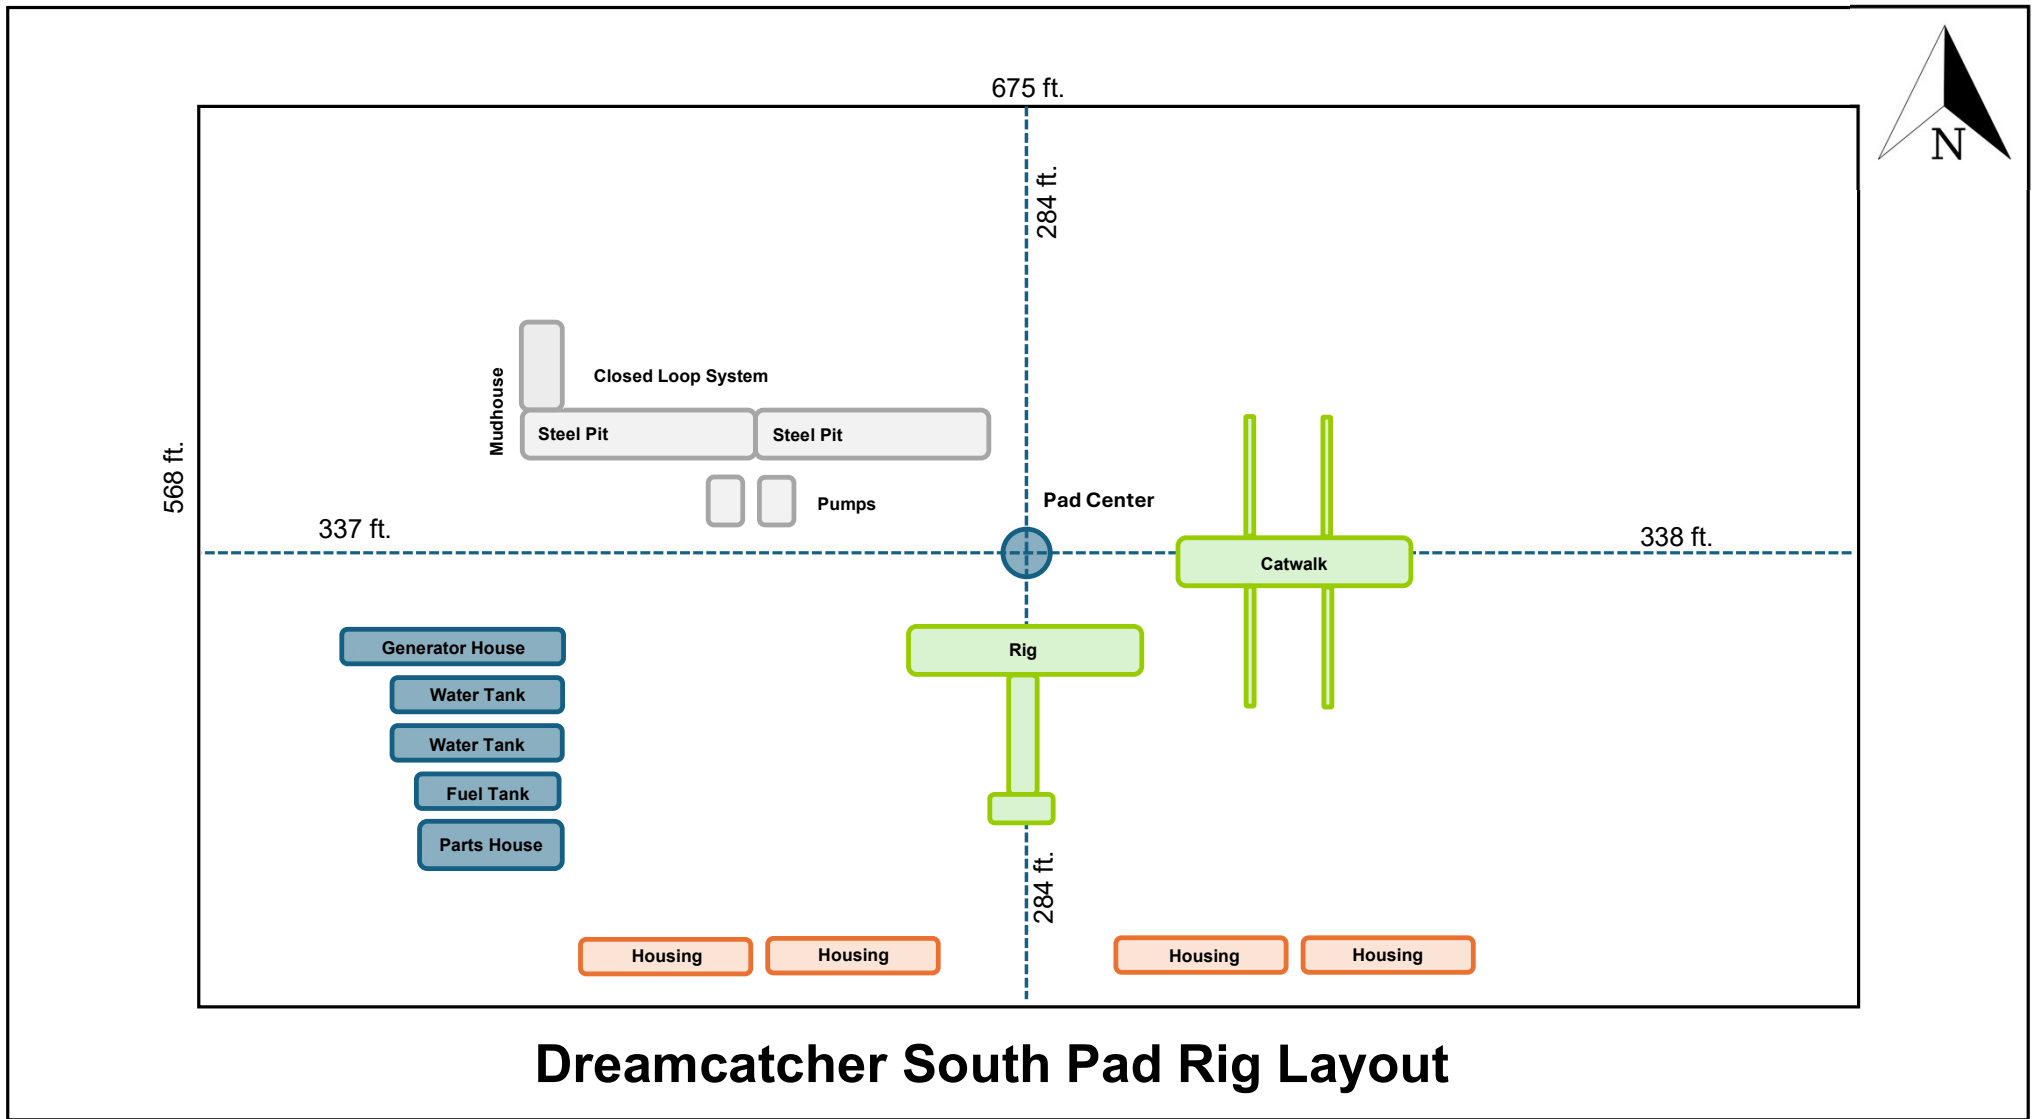 675 ft.
N
284 ft.
Mudhouse
Closed Loop System
Steel Pit
Steel Pit
568 ft.
Pumps
Pad Center
337 ft.
338 ft.
Catwalk
Generator House
Rig
Water Tank
Water Tank
Fuel Tank
Parts House
284 ft.
Housing
Housing
Housing
Housing
Dreamcatcher South Pad Rig Layout